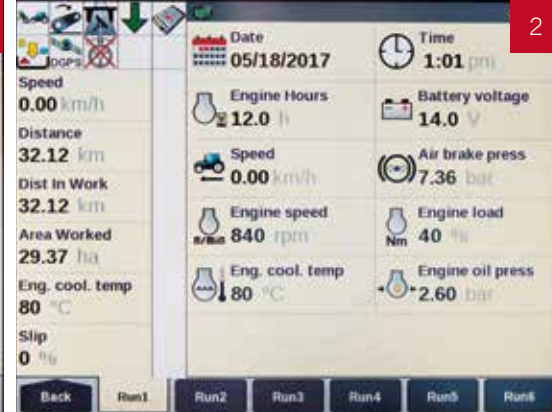 2
DGPS
Speed
0.00 km/h
Distance
32.12 km
Dist In Work
32.12 km
Area Worked
29.37 ha
Eng. cool. temp
80 °C
Slip
0 %
Date
05/18/2017
Time
1:01 pm
Engine Hours
12.0 h
Battery voltage
14.0 V
Speed
0.00 km/h
Air brake press
7.36 bar
Engine speed
840 rpm
Engine load
Nm
40 %
Eng. cool. temp
80 °C
Engine oil press
2.60 bar
Back
Run1
Run2
Run3
Run4
Run5
Run6